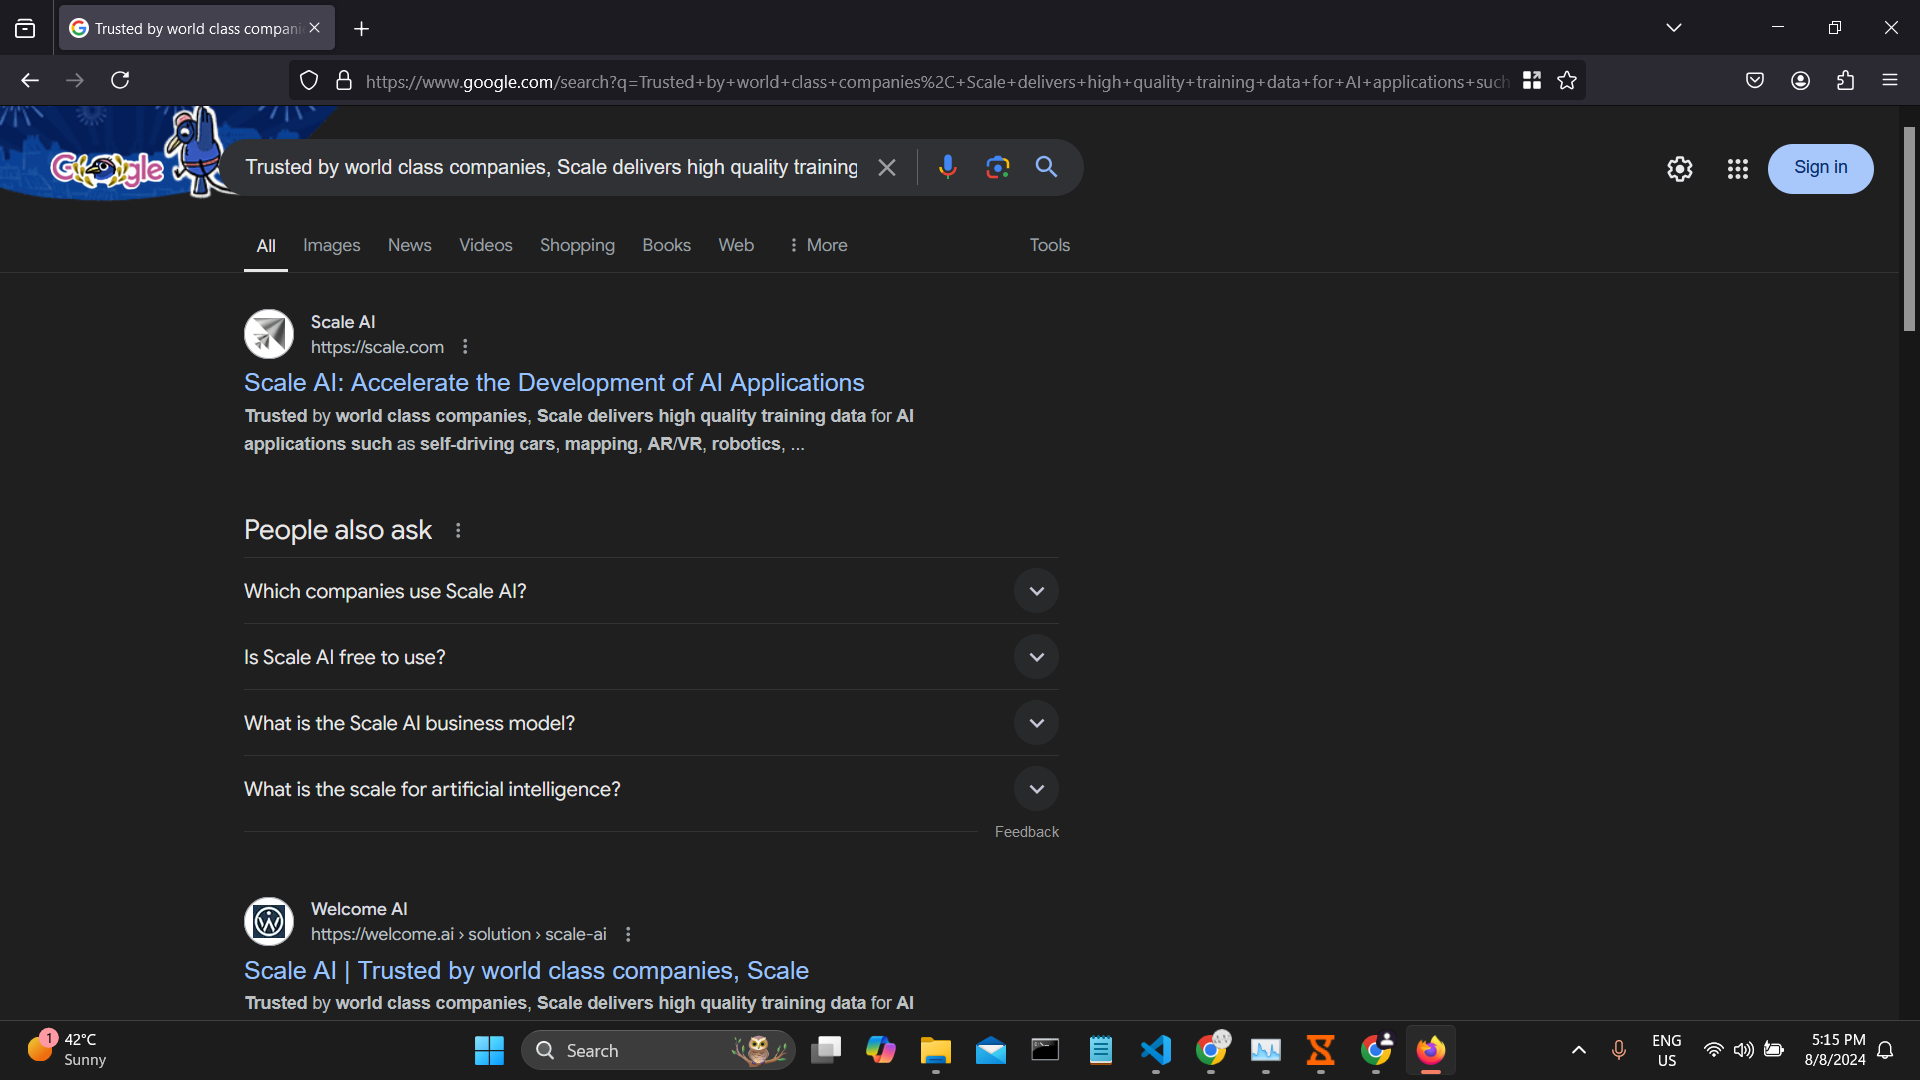 Trusted by world class compani
https://www.google.com/search?q=Trusted+by+world+class+companies%2C+Scale+delivers+high+quality+training+data+for+AI+applications+such
Google
Trusted by world class companies, Scale delivers high quality training
Sign in
All Images News Videos Shopping Books Web More Tools
Scale AI
https://scale.com
Scale AI: Accelerate the Development of AI Applications
Trusted by world class companies, Scale delivers high quality training data for AI
applications such as self-driving cars, mapping, AR/VR, robotics, ...
People also ask
Which companies use Scale AI?
Is Scale AI free to use?
What is the Scale AI business model?
What is the scale for artificial intelligence?
Feedback
Welcome AI
https://welcome.ai › solution › scale-ai
Scale AI | Trusted by world class companies, Scale
Trusted by world class companies, Scale delivers high quality training data for AI
1
42°C
Sunny
Search
ENG
US
5:15 PM
8/8/2024